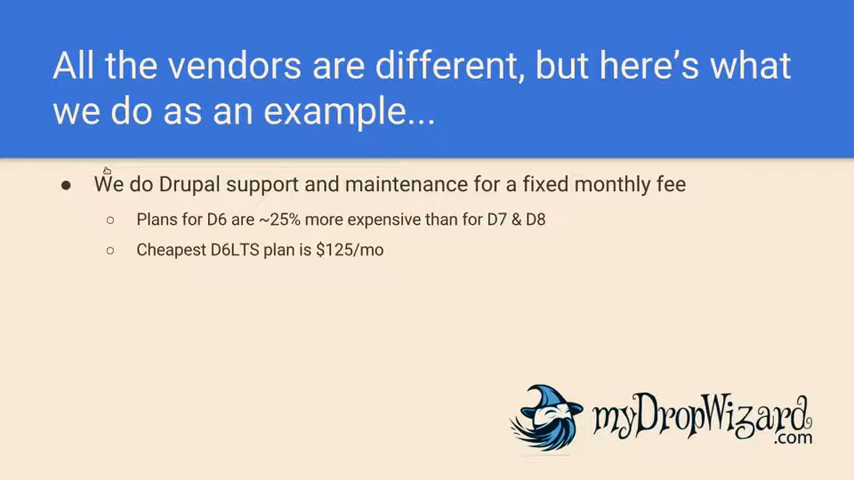 All the vendors are different, but here’s what
we do as an example...
● We do Drupal support and maintenance for a fixed monthly fee
○ Plans for D6 are ~25% more expensive than for D7 & D8
○ Cheapest D6LTS plan is $125/mo
myDropWizard
.com